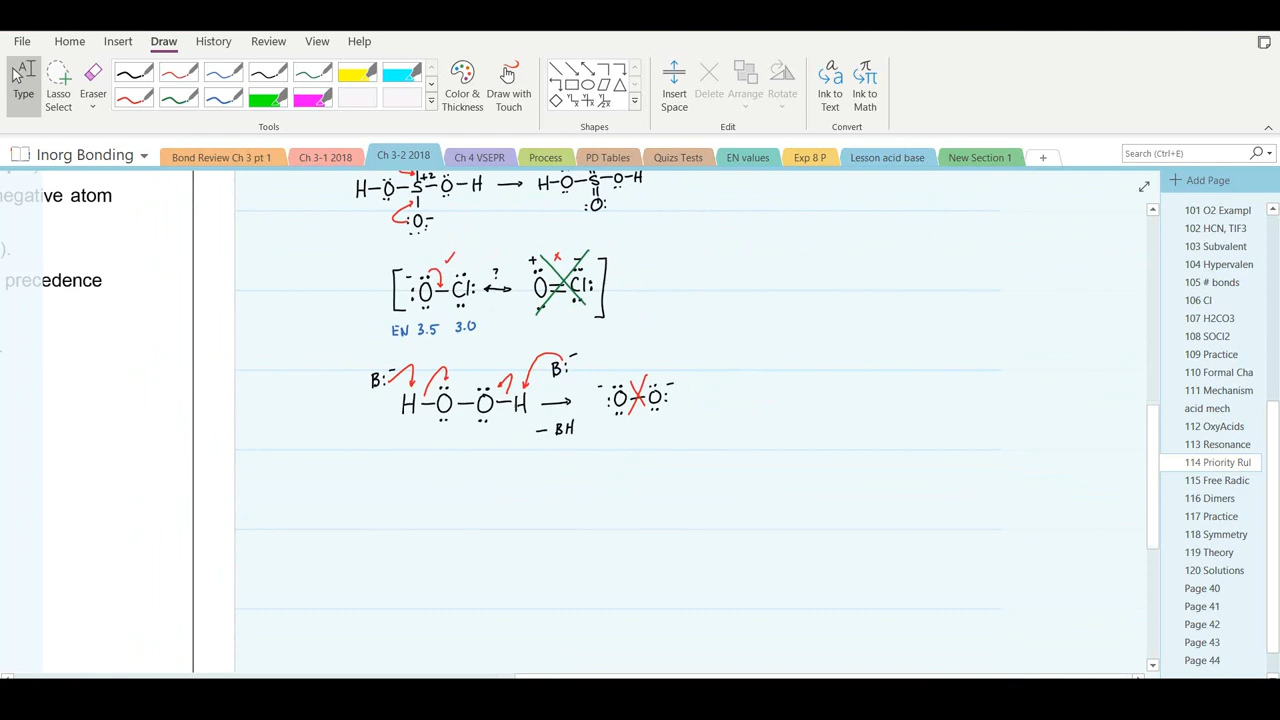 File Home Insert Draw History Review View Help
Type Lasso Select Eraser Color & Thickness Draw with Touch Insert Space Delete Arrange Rotate Ink to Text Ink to Math
Tools Shapes Edit Convert
Inorg Bonding Bond Review Ch 3 pt 1 Ch 3-1 2018 Ch 3-2 2018 Ch 4 VSEPR Process PD Tables Quizs Tests EN values Exp 8 P Lesson acid base New Section 1 Search (Ctrl+E)
Add Page
101 O2 Exampl
102 HCN, TIF3
103 Subvalent
104 Hypervalen
105 # bonds
106 CI
107 H2CO3
108 SOCI2
109 Practice
110 Formal Cha
111 Mechanism
acid mech
112 OxyAcids
113 Resonance
114 Priority Rul
115 Free Radic
116 Dimers
117 Practice
118 Symmetry
119 Theory
120 Solutions
Page 40
Page 41
Page 42
Page 43
Page 44
negative atom
).
precedence
H–O–S–O–H → H–O–S–O–H
+2
:O:⁻ :O:
[ ⁻:O–Cl: ↔ O=Cl: ]
? + –
EN 3.5 3.0
B:⁻ B:⁻
H–O–O–H → ⁻:O–O:⁻
– BH